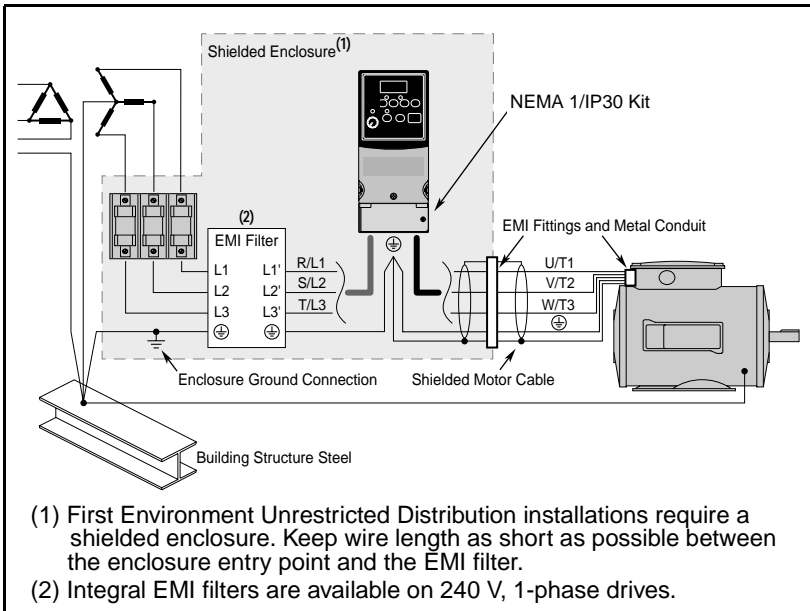 Shielded Enclosure(1)
NEMA 1/IP30 Kit
(2)
EMI Filter
EMI Fittings and Metal Conduit
L1 L1' R/L1
L2 L2' S/L2
L3 L3' T/L3
U/T1
V/T2
W/T3
Enclosure Ground Connection
Shielded Motor Cable
Building Structure Steel
(1) First Environment Unrestricted Distribution installations require a
shielded enclosure. Keep wire length as short as possible between
the enclosure entry point and the EMI filter.
(2) Integral EMI filters are available on 240 V, 1-phase drives.